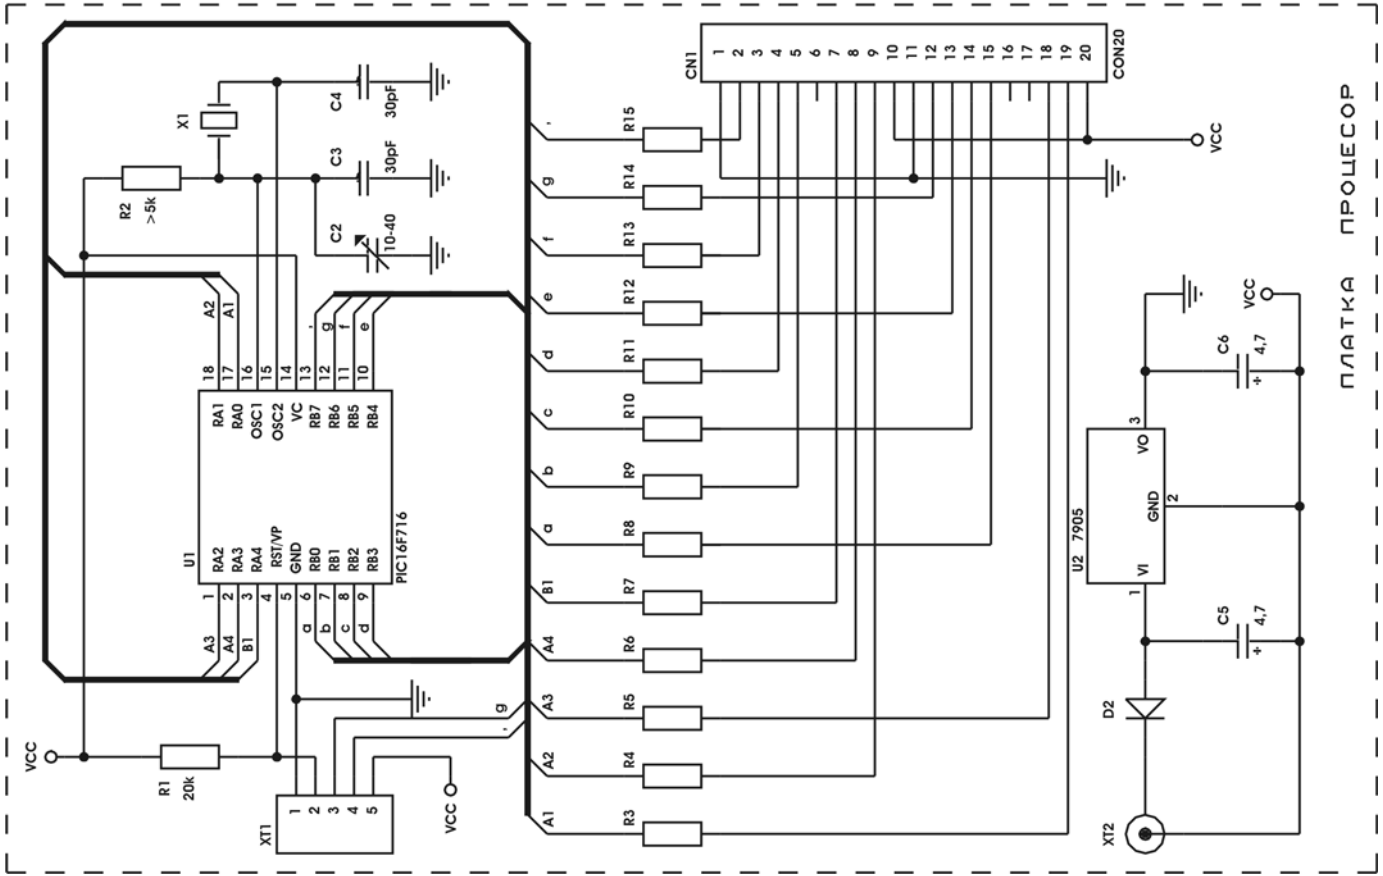 CN1
1
2
3
4
5
6
7
8
9
10
11
12
13
14
15
16
17
18
19
20
CON20
VCC
ПЛАТКА ПРОЦЕСОР
X1
C4
30pF
C3
30pF
R2
>5k
C2
10-40
A2
A1
18
17
16
15
14
13
12
11
10
'
g
f
e
RA1
RA0
OSC1
OSC2
VC
RB7
RB6
RB5
RB4
U1
PIC16F716
RA2
RA3
RA4
RST/VP
GND
RB0
RB1
RB2
RB3
1
2
3
4
5
6
7
8
9
A3
A4
B1
a
b
c
d
VCC
R1
20k
XT1
1
2
3
4
5
VCC
g
'
'
R15
g
R14
f
R13
e
R12
d
R11
c
R10
b
R9
a
R8
B1
R7
A4
R6
A3
R5
A2
R4
A1
R3
VCC
C6
4,7
+
3
VO
U2 7905
GND
2
VI
1
C5
4,7
+
D2
XT2